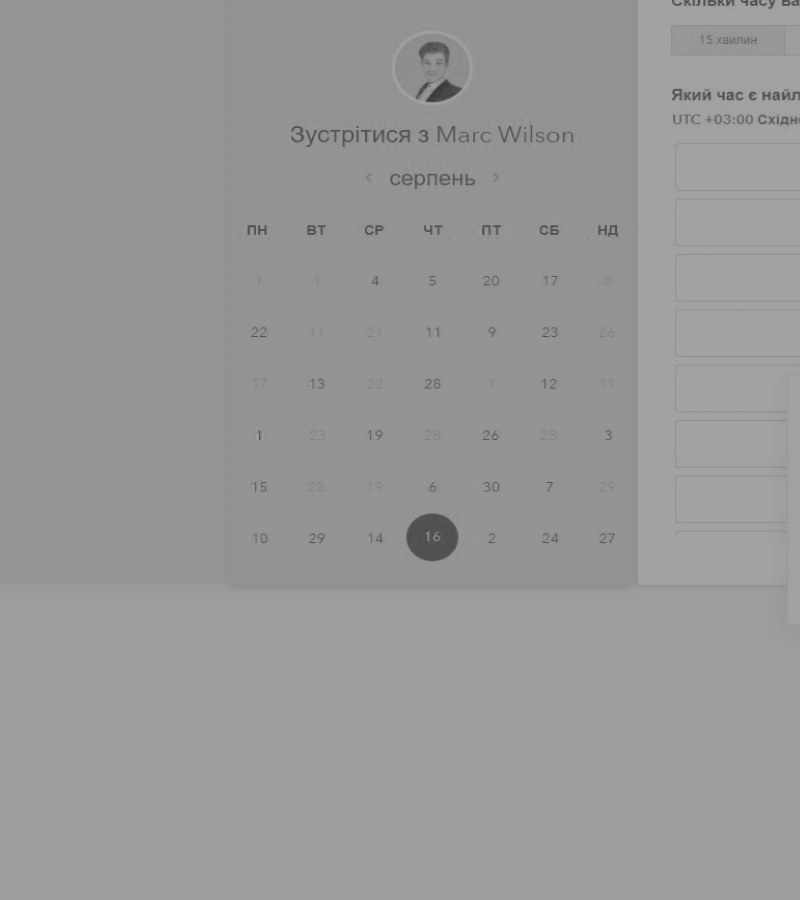 Скільки часу ва
15 хвилин
Який час є найл
UTC +03:00 Східно
Зустрітися з Marc Wilson
серпень
ПН ВТ СР ЧТ ПТ СБ НД
1 1 4 5 20 17 8
22 11 21 11 9 23 26
17 13 22 28 1 12 11
1 23 19 28 26 28 3
15 28 19 6 30 7 29
10 29 14 16 2 24 27